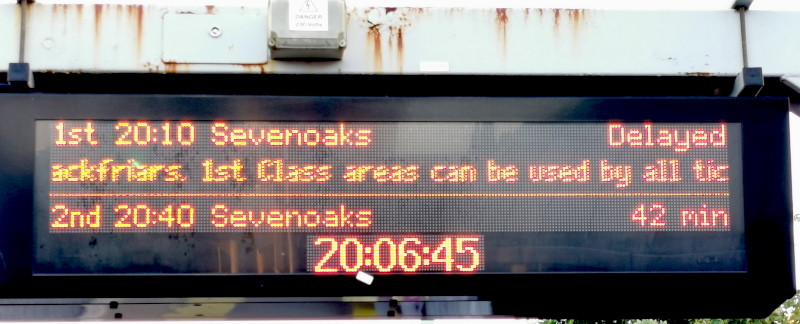 DANGER
1st 20:10 Sevenoaks Delayed
ackfriars. 1st Class areas can be used by all tic
2nd 20:40 Sevenoaks 42 min
20:06:45